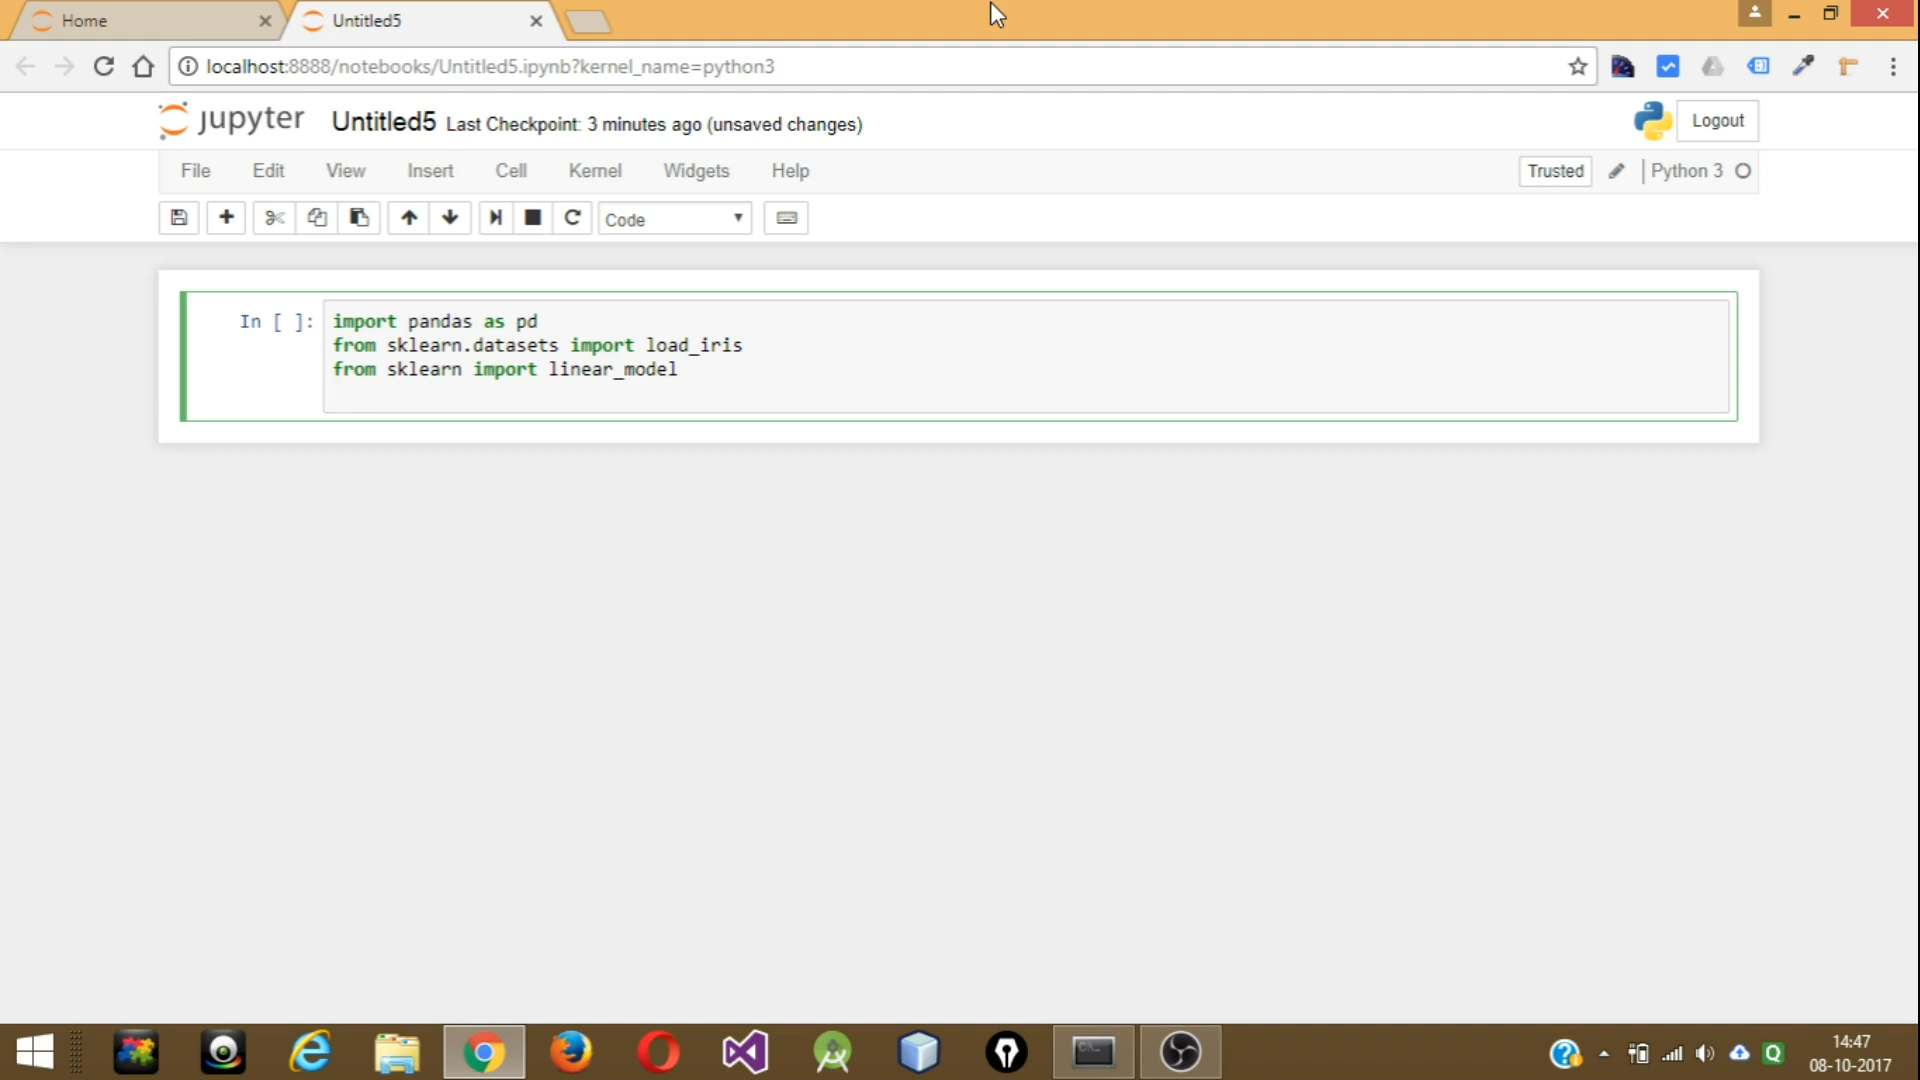 Home
Untitled5
localhost:8888/notebooks/Untitled5.ipynb?kernel_name=python3
jupyter Untitled5 Last Checkpoint: 3 minutes ago (unsaved changes)
Logout
File Edit View Insert Cell Kernel Widgets Help
Trusted
Python 3
Code
In [ ]:
import pandas as pd
from sklearn.datasets import load_iris
from sklearn import linear_model
14:47
08-10-2017